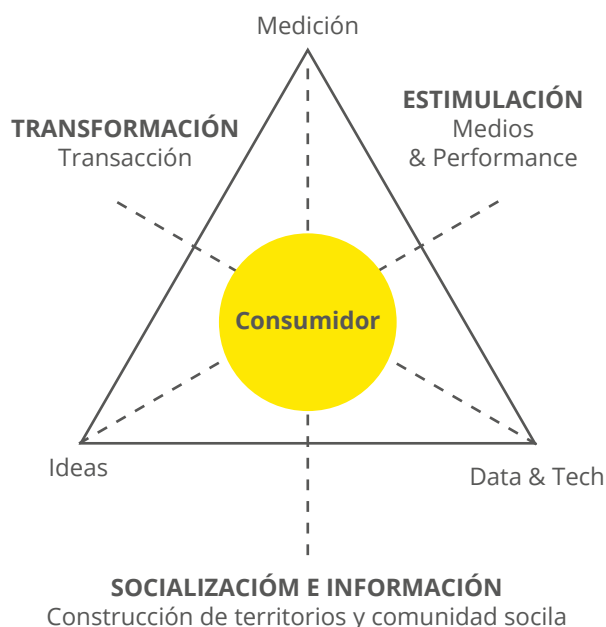 Medición
ESTIMULACIÓN
Medios
& Performance
TRANSFORMACIÓN
Transacción
Consumidor
Ideas
Data & Tech
SOCIALIZACIÓM E INFORMACIÓN
Construcción de territorios y comunidad socila